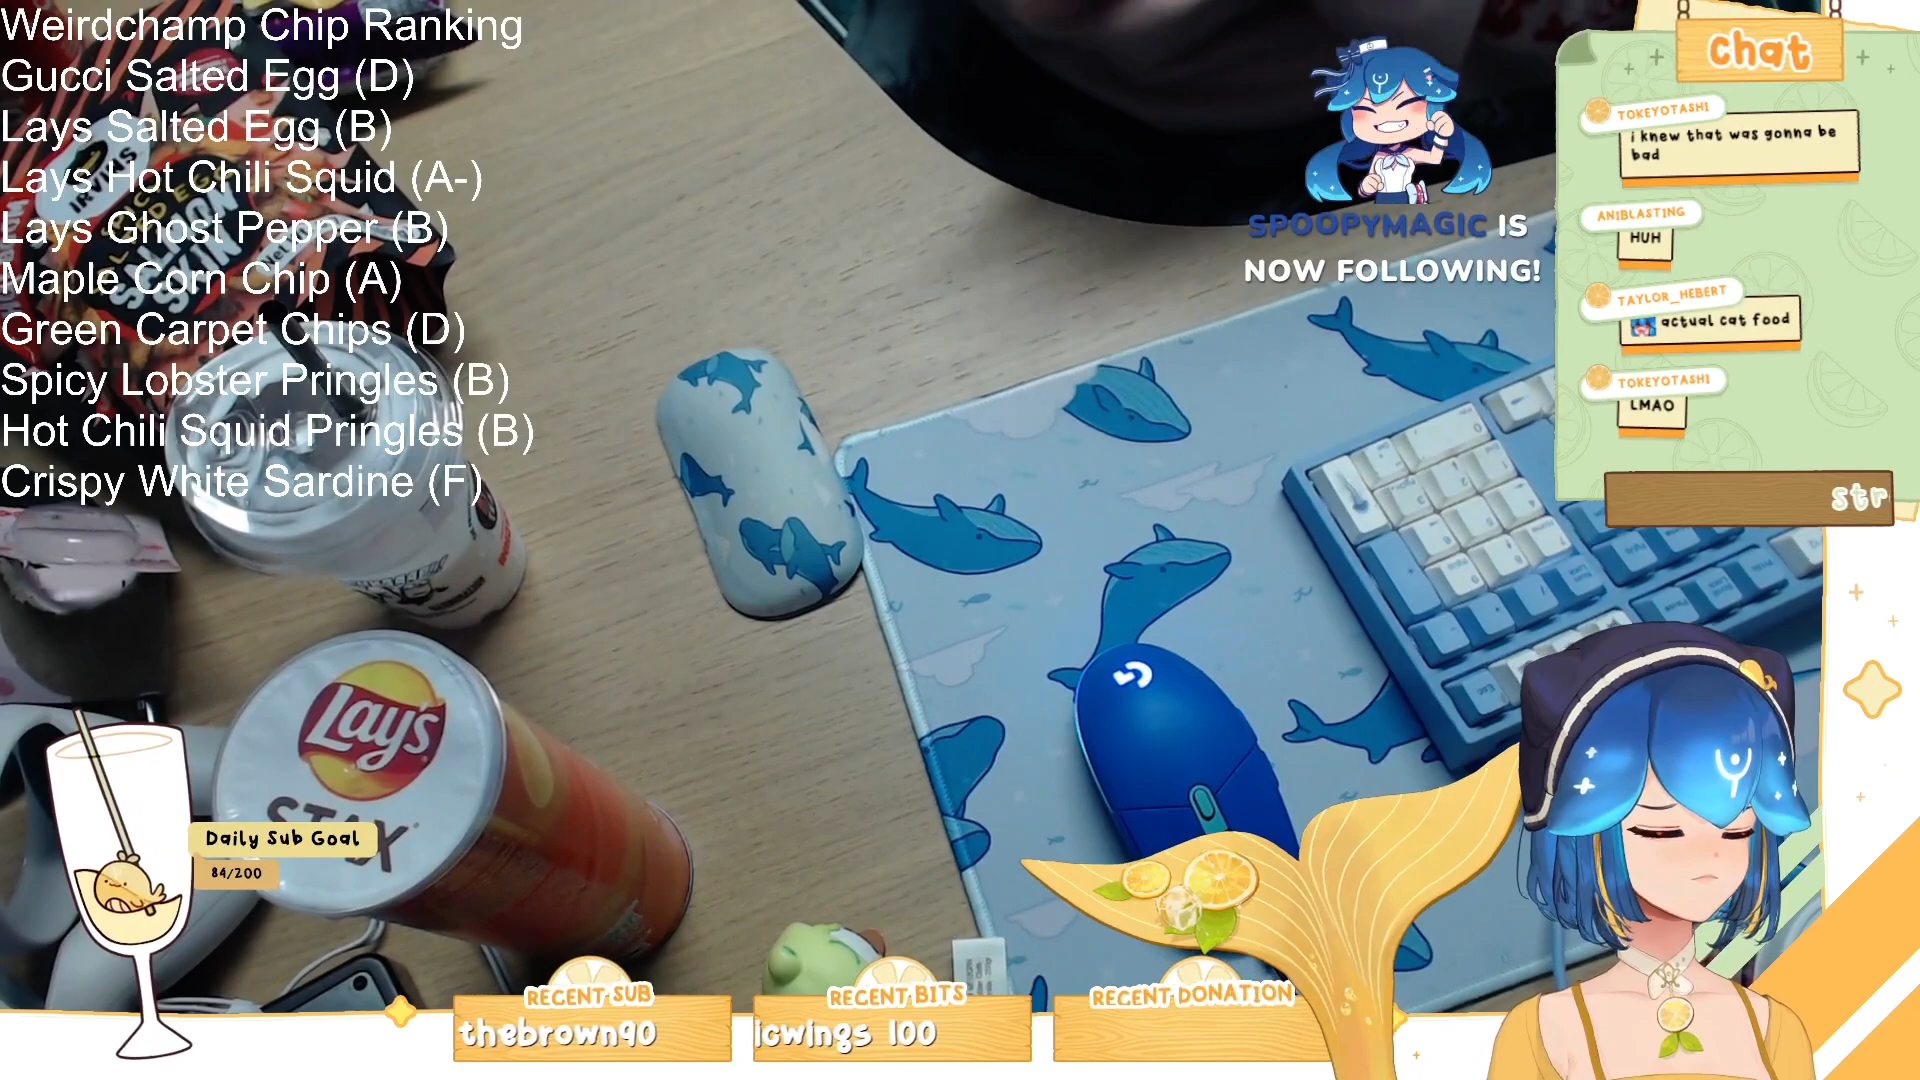 Weirdchamp Chip Ranking
Gucci Salted Egg (D)
Lays Salted Egg (B)
Lays Hot Chili Squid (A-)
Lays Ghost Pepper (B)
Maple Corn Chip (A)
Green Carpet Chips (D)
Spicy Lobster Pringles (B)
Hot Chili Squid Pringles (B)
Crispy White Sardine (F)
IRVINS
SALMON
SKIN
Lay's
STAX
Daily Sub Goal
84/200
SPOOPYMAGIC IS
NOW FOLLOWING!
chat
TOKEYOTASHI
i knew that was gonna be
bad
ANIBLASTING
HUH
TAYLOR_HEBERT
actual cat food
TOKEYOTASHI
LMAO
str
RECENT SUB
thebrown90
RECENT BITS
icwings 100
RECENT DONATION